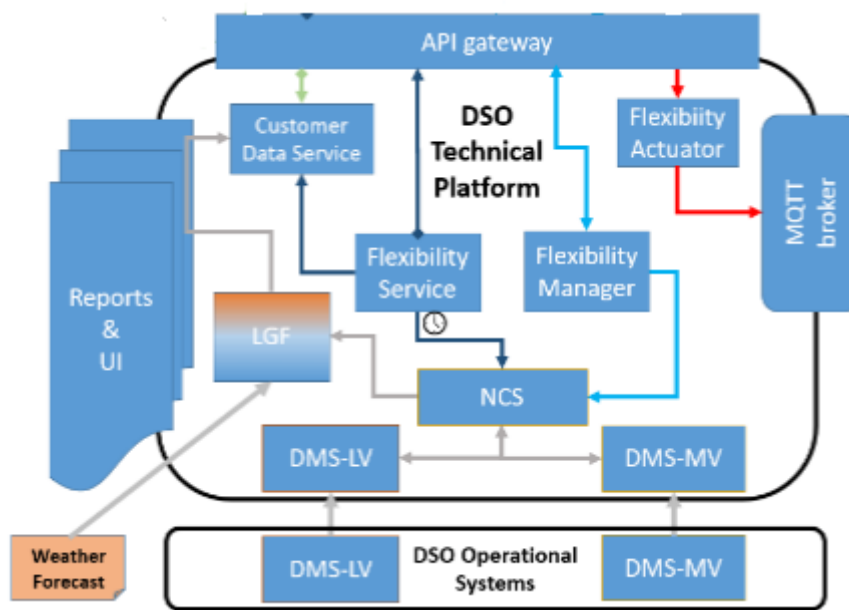 API gateway
Customer
Data Service
DSO
Technical
Platform
Flexibiity
Actuator
MQTT
broker
Flexibility
Service
Flexibility
Manager
Reports
&
UI
LGF
NCS
DMS-LV
DMS-MV
Weather
Forecast
DMS-LV
DSO Operational
Systems
DMS-MV